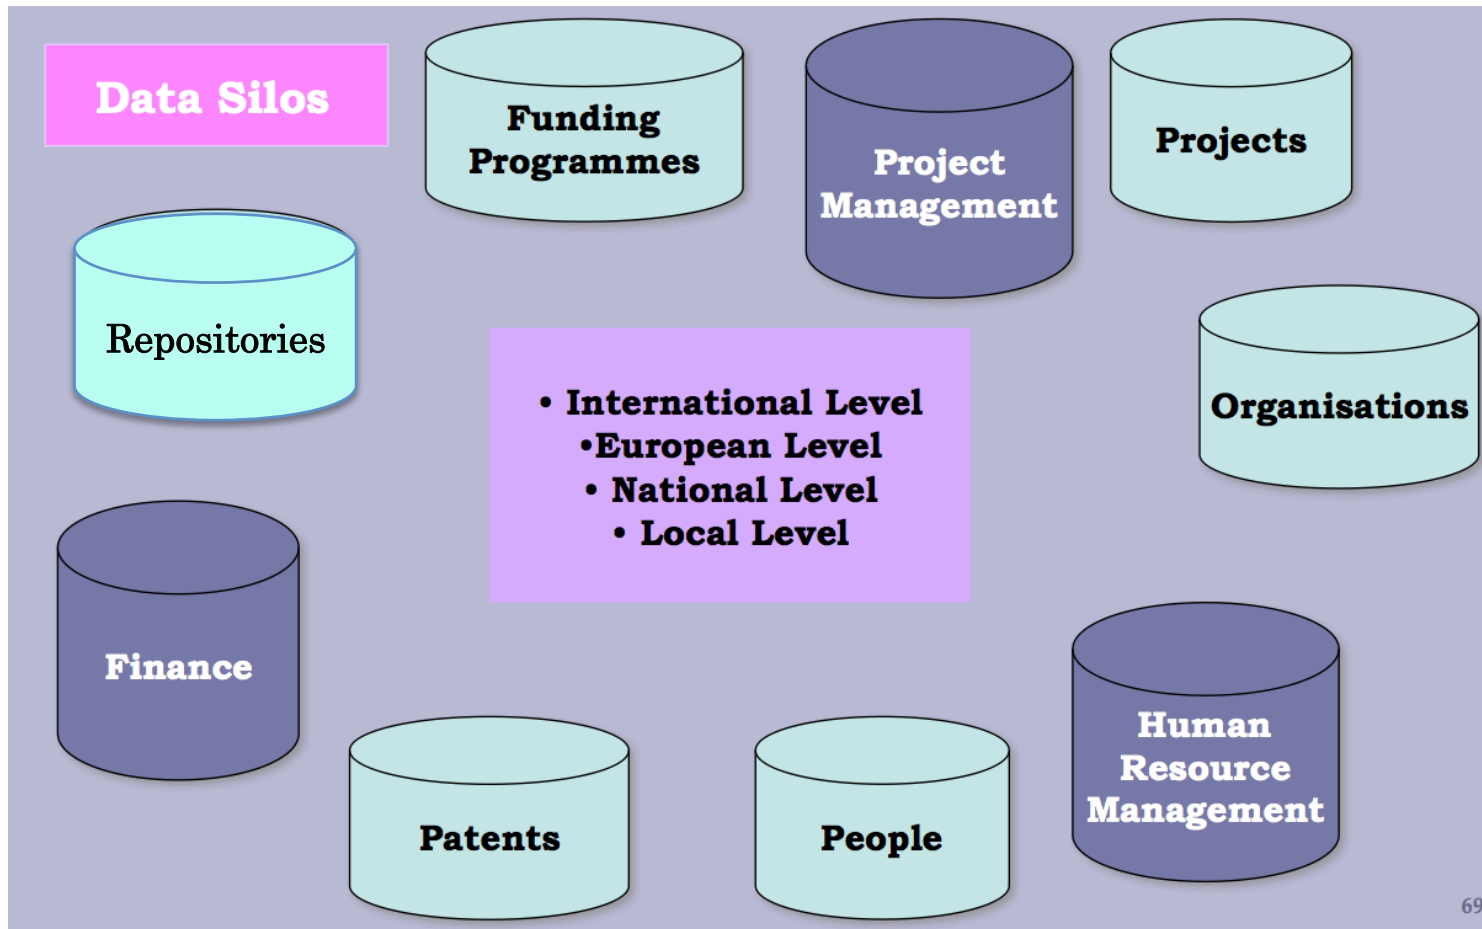 Data Silos
Funding
Programmes
Project
Management
Projects
Repositories
Organisations
• International Level
•European Level
• National Level
• Local Level
Finance
Human
Resource
Management
Patents
People
69